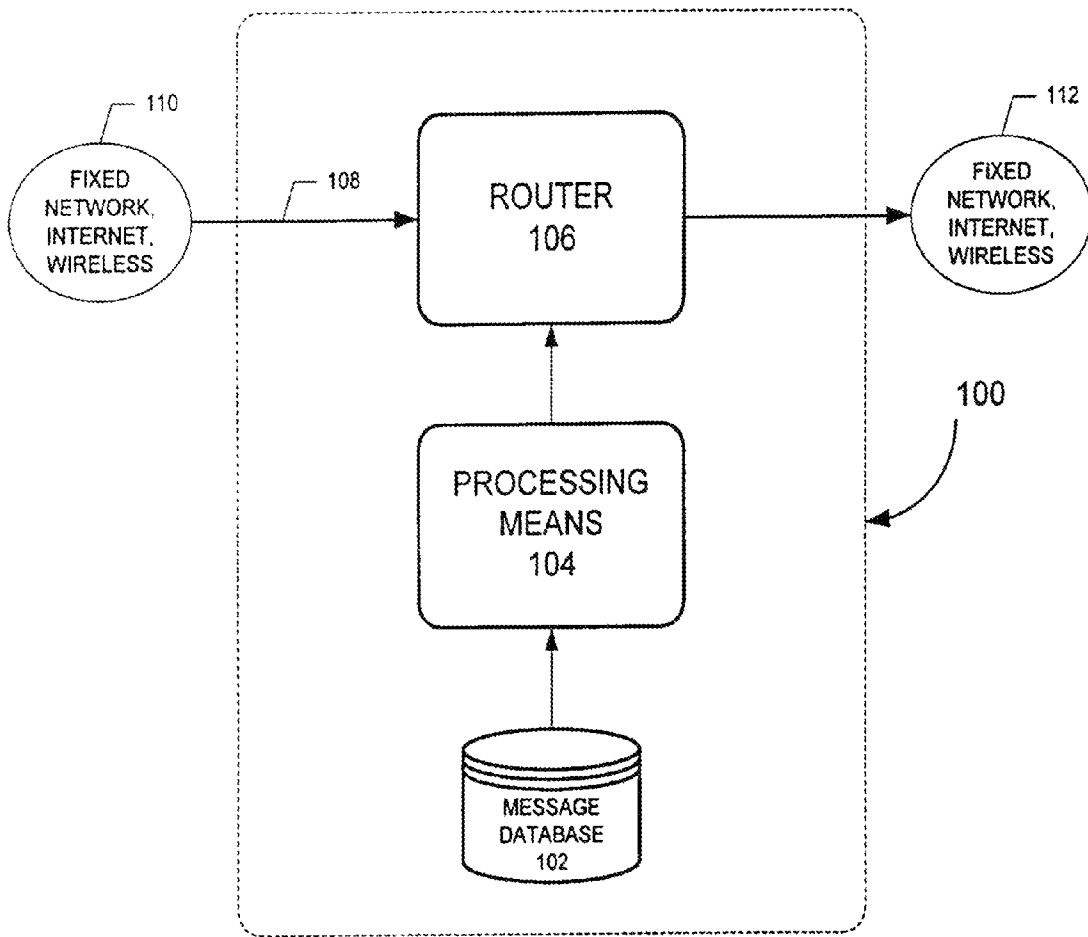 110
FIXED
NETWORK,
INTERNET,
WIRELESS
108
ROUTER
106
112
FIXED
NETWORK,
INTERNET,
WIRELESS
100
PROCESSING
MEANS
104
MESSAGE
DATABASE
102